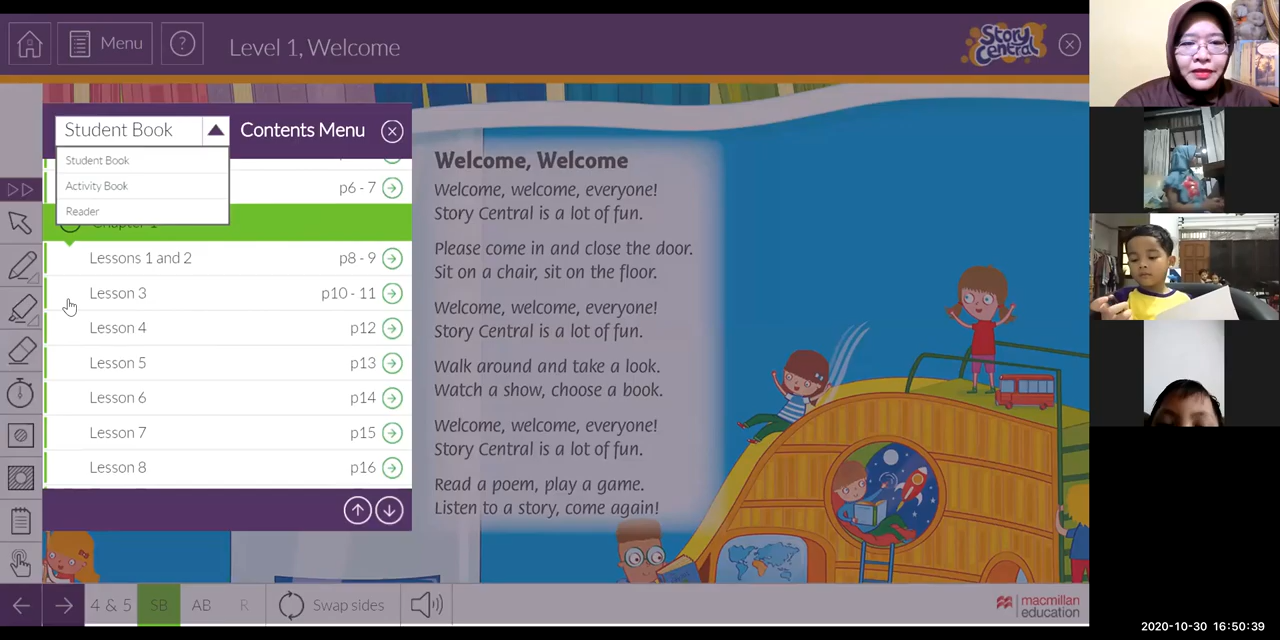 Menu
?
Level 1, Welcome
Story Central
Student Book
Contents Menu
Student Book
Activity Book
Reader
p6 - 7
Chapter 1
Lessons 1 and 2 p8 - 9
Lesson 3 p10 - 11
Lesson 4 p12
Lesson 5 p13
Lesson 6 p14
Lesson 7 p15
Lesson 8 p16
Welcome, Welcome
Welcome, welcome, everyone!
Story Central is a lot of fun.
Please come in and close the door.
Sit on a chair, sit on the floor.
Welcome, welcome, everyone!
Story Central is a lot of fun.
Walk around and take a look.
Watch a show, choose a book.
Welcome, welcome, everyone!
Story Central is a lot of fun.
Read a poem, play a game.
Listen to a story, come again!
4 & 5 SB AB R Swap sides
macmillan
education
2020-10-30 16:50:39